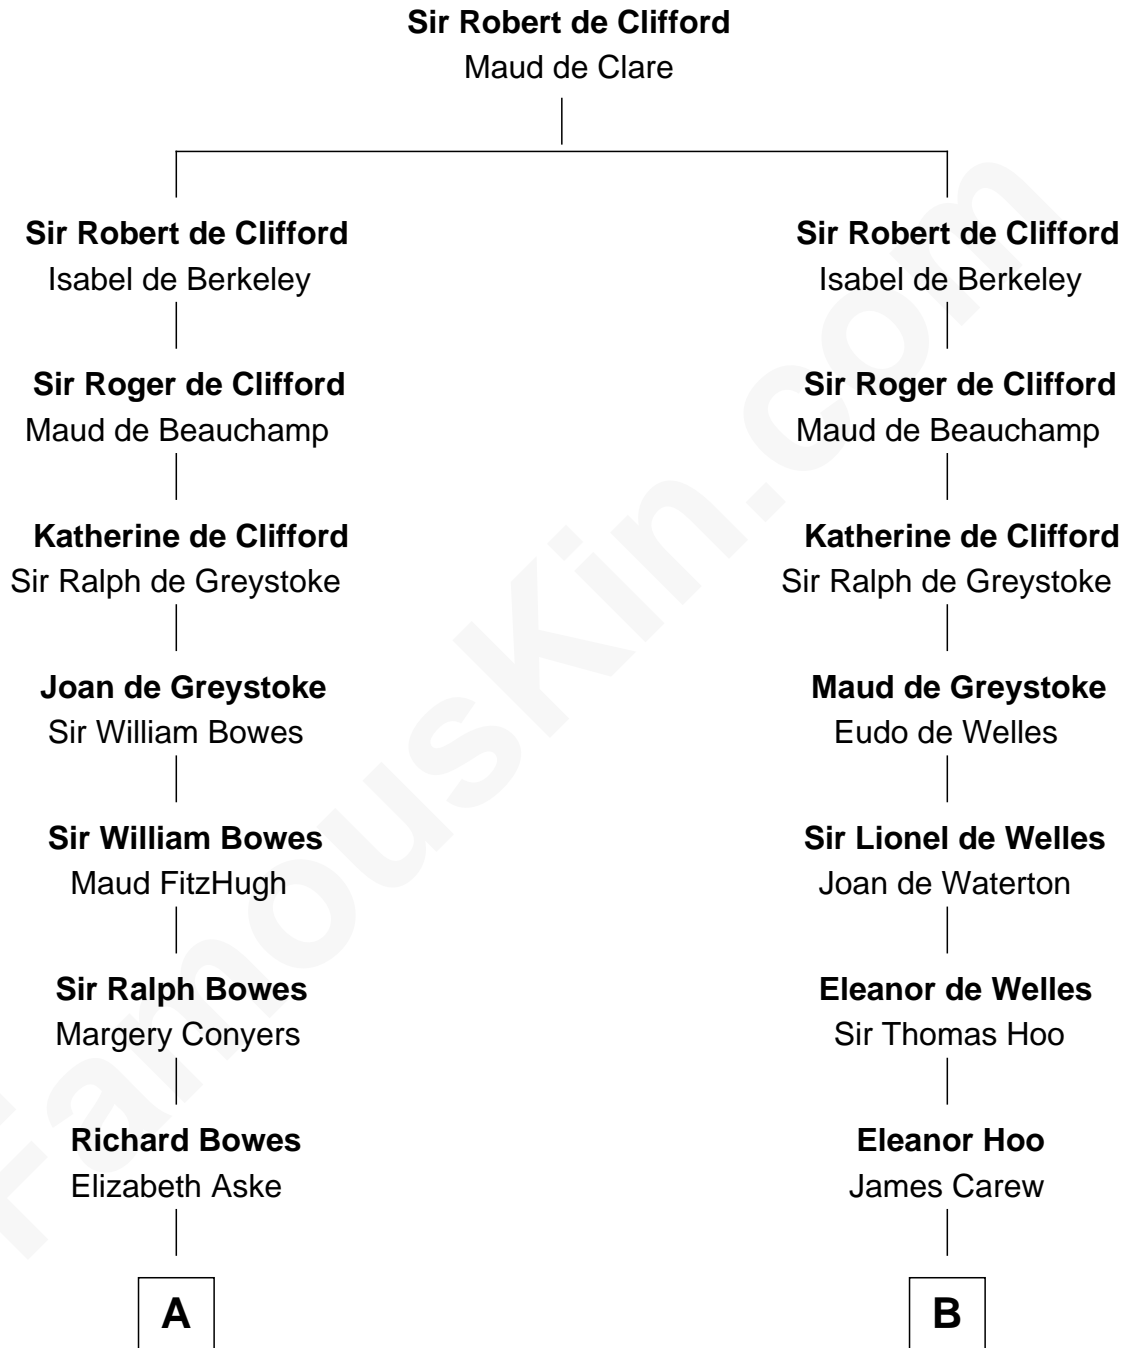 Sir Robert de Clifford
Maud de Clare
Sir Robert de Clifford
Isabel de Berkeley
Sir Roger de Clifford
Maud de Beauchamp
Katherine de Clifford
Sir Ralph de Greystoke
Joan de Greystoke
Sir William Bowes
Sir William Bowes
Maud FitzHugh
Sir Ralph Bowes
Margery Conyers
Richard Bowes
Elizabeth Aske
A
Sir Robert de Clifford
Isabel de Berkeley
Sir Roger de Clifford
Maud de Beauchamp
Katherine de Clifford
Sir Ralph de Greystoke
Maud de Greystoke
Eudo de Welles
Sir Lionel de Welles
Joan de Waterton
Eleanor de Welles
Sir Thomas Hoo
Eleanor Hoo
James Carew
B
FamousKin.com